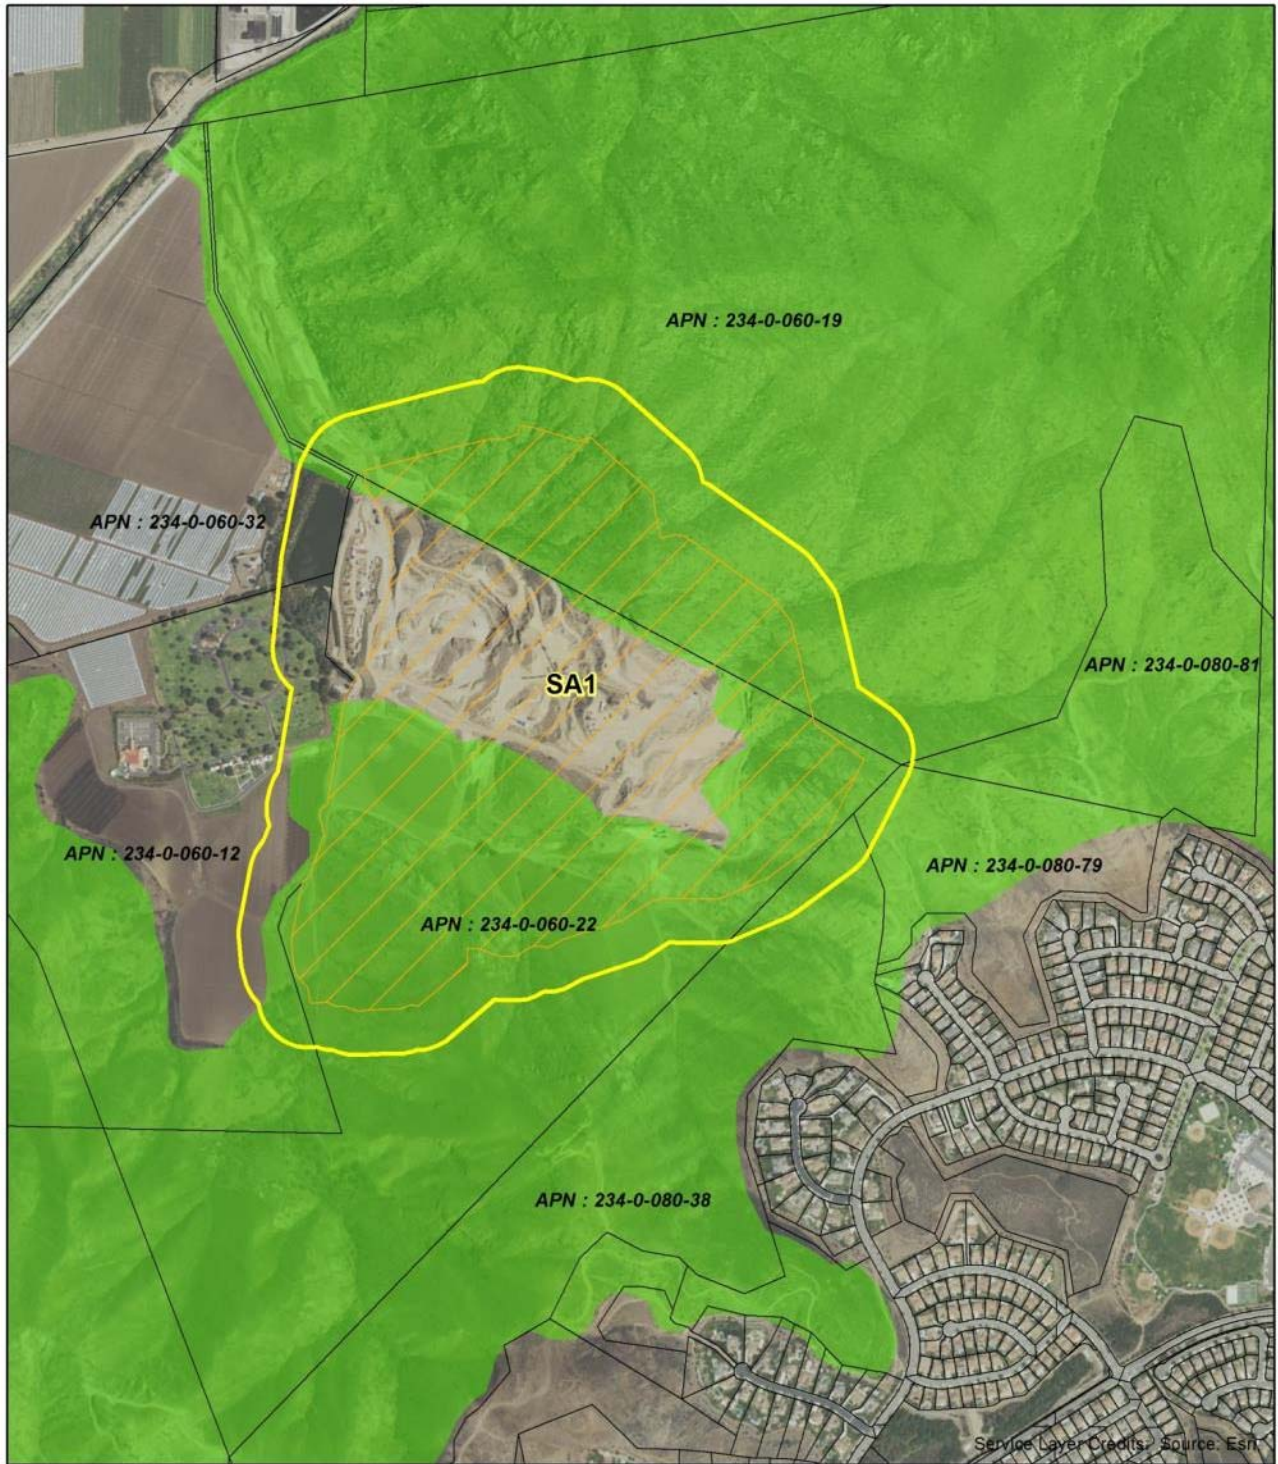 APN : 234-0-060-19
APN : 234-0-060-32
APN : 234-0-080-81
SA1
APN : 234-0-060-12
APN : 234-0-080-79
APN : 234-0-060-22
APN : 234-0-080-38
Service Layer Credits: Source: Esri